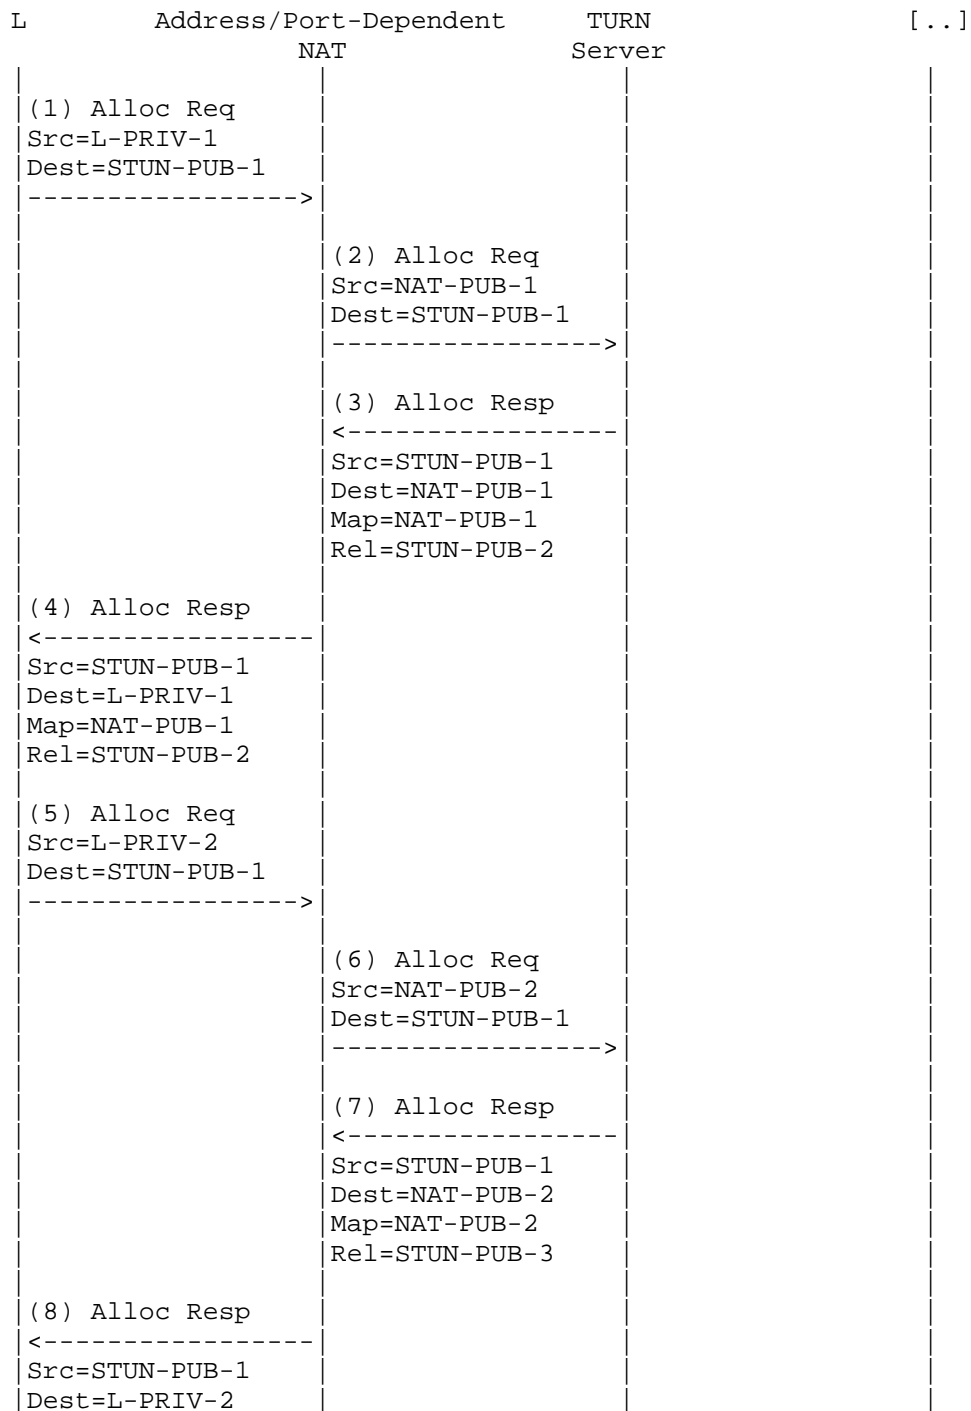 L        Address/Port-Dependent     TURN                [..]
                  NAT              Server
|                  |                  |                  |
|(1) Alloc Req     |                  |                  |
|Src=L-PRIV-1      |                  |                  |
|Dest=STUN-PUB-1   |                  |                  |
|----------------->|                  |                  |
|                  |                  |                  |
|                  |(2) Alloc Req     |                  |
|                  |Src=NAT-PUB-1     |                  |
|                  |Dest=STUN-PUB-1   |                  |
|                  |----------------->|                  |
|                  |                  |                  |
|                  |(3) Alloc Resp    |                  |
|                  |<-----------------|                  |
|                  |Src=STUN-PUB-1    |                  |
|                  |Dest=NAT-PUB-1    |                  |
|                  |Map=NAT-PUB-1     |                  |
|                  |Rel=STUN-PUB-2    |                  |
|                  |                  |                  |
|(4) Alloc Resp    |                  |                  |
|<-----------------|                  |                  |
|Src=STUN-PUB-1    |                  |                  |
|Dest=L-PRIV-1     |                  |                  |
|Map=NAT-PUB-1     |                  |                  |
|Rel=STUN-PUB-2    |                  |                  |
|                  |                  |                  |
|(5) Alloc Req     |                  |                  |
|Src=L-PRIV-2      |                  |                  |
|Dest=STUN-PUB-1   |                  |                  |
|----------------->|                  |                  |
|                  |                  |                  |
|                  |(6) Alloc Req     |                  |
|                  |Src=NAT-PUB-2     |                  |
|                  |Dest=STUN-PUB-1   |                  |
|                  |----------------->|                  |
|                  |                  |                  |
|                  |(7) Alloc Resp    |                  |
|                  |<-----------------|                  |
|                  |Src=STUN-PUB-1    |                  |
|                  |Dest=NAT-PUB-2    |                  |
|                  |Map=NAT-PUB-2     |                  |
|                  |Rel=STUN-PUB-3    |                  |
|                  |                  |                  |
|(8) Alloc Resp    |                  |                  |
|<-----------------|                  |                  |
|Src=STUN-PUB-1    |                  |                  |
|Dest=L-PRIV-2     |                  |                  |